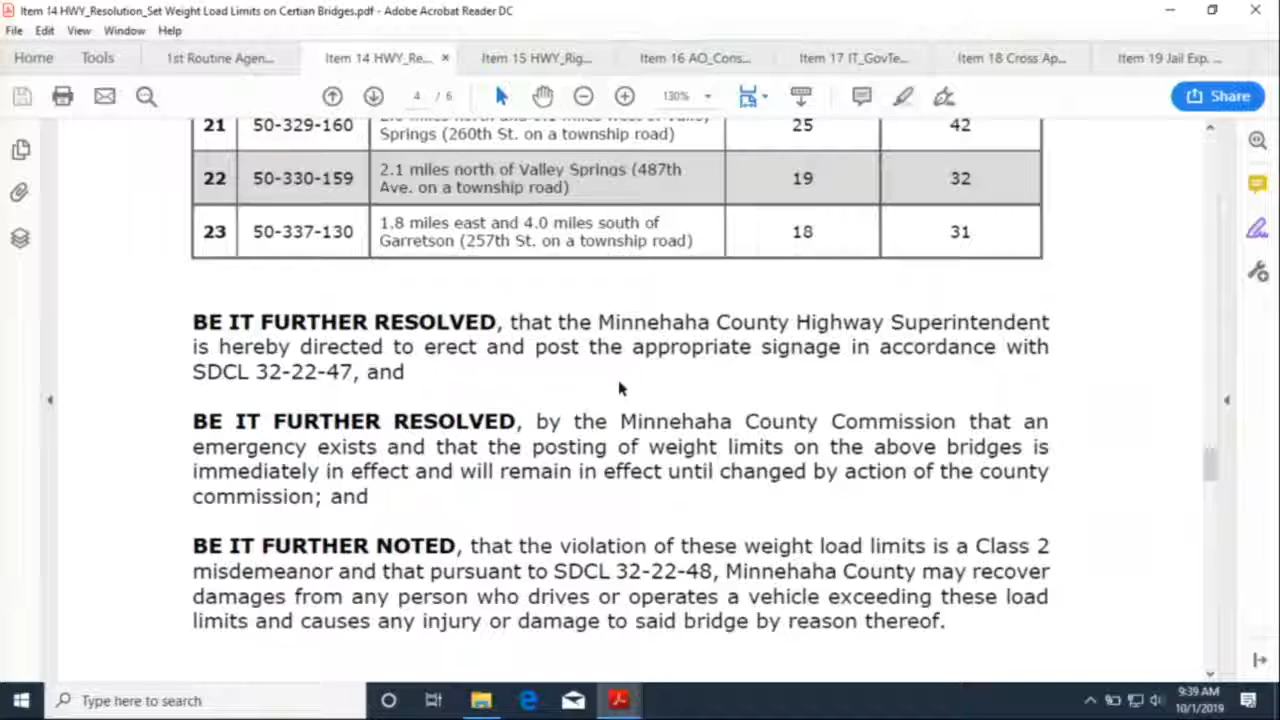 Item 14 HWY_Resolution_Set Weight Load Limits on Certian Bridges.pdf - Adobe Acrobat Reader DC
File Edit View Window Help
Home Tools 1st Routine Agen... Item 14 HWY_Re... × Item 15 HWY_Rig... Item 16 AO_Cons... Item 17 IT_GovTe... Item 18 Cross Ap... Item 19 Jail Exp. ...
4 / 6 130% Share
21 50-329-160 Springs (260th St. on a township road) 25 42
22 50-330-159 2.1 miles north of Valley Springs (487th
Ave. on a township road) 19 32
23 50-337-130 1.8 miles east and 4.0 miles south of
Garretson (257th St. on a township road) 18 31
BE IT FURTHER RESOLVED, that the Minnehaha County Highway Superintendent
is hereby directed to erect and post the appropriate signage in accordance with
SDCL 32-22-47, and
BE IT FURTHER RESOLVED, by the Minnehaha County Commission that an
emergency exists and that the posting of weight limits on the above bridges is
immediately in effect and will remain in effect until changed by action of the county
commission; and
BE IT FURTHER NOTED, that the violation of these weight load limits is a Class 2
misdemeanor and that pursuant to SDCL 32-22-48, Minnehaha County may recover
damages from any person who drives or operates a vehicle exceeding these load
limits and causes any injury or damage to said bridge by reason thereof.
Type here to search
9:39 AM
10/1/2019